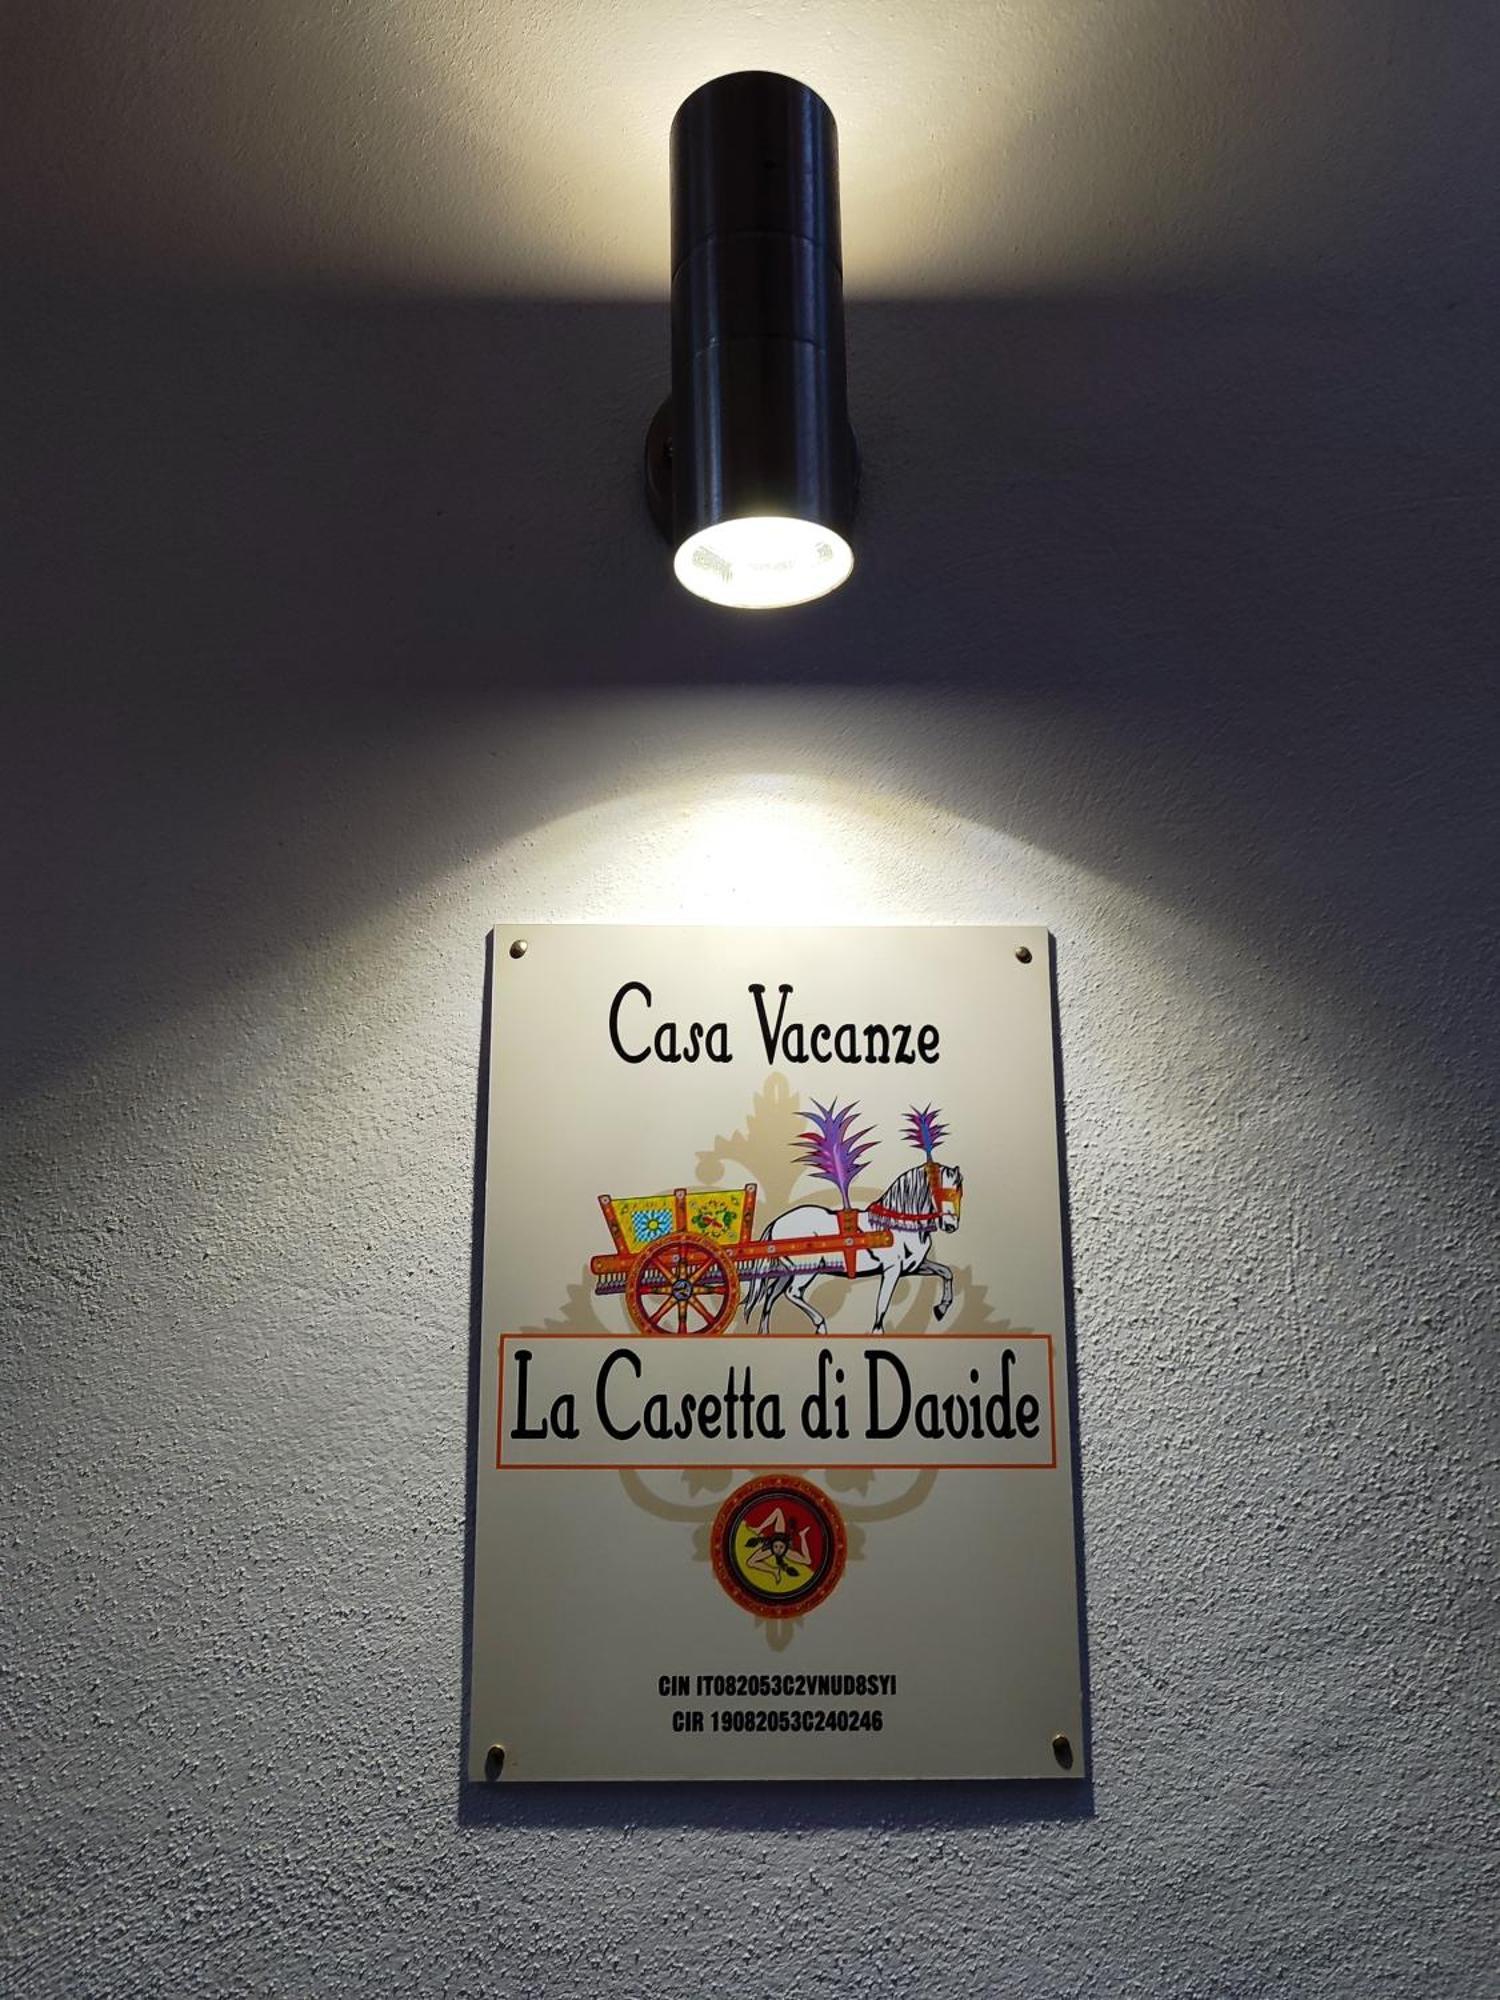 Casa Vacanze
La Casetta di Davide
CIN IT082053C2VNUD8SYI
CIR 19082053C240246